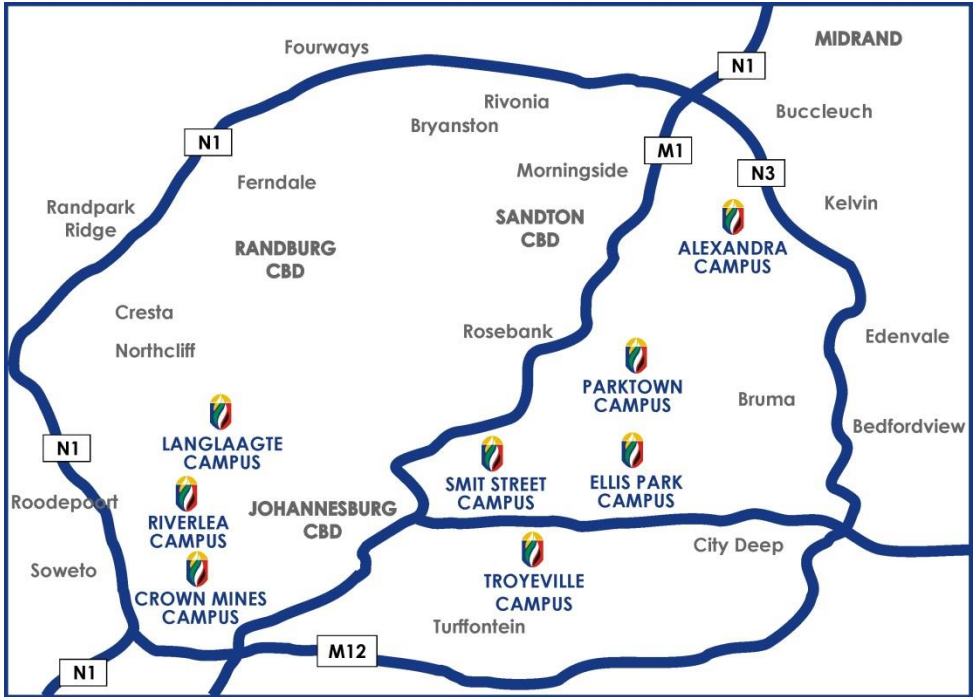 MIDRAND
Fourways
N1
Rivonia
Buccleuch
Bryanston
N1
M1
Morningside
N3
Ferndale
Kelvin
Randpark
Ridge
SANDTON
CBD
RANDBURG
CBD
ALEXANDRA
CAMPUS
Cresta
Rosebank
Edenvale
Northcliff
PARKTOWN
CAMPUS
Bruma
Bedfordview
LANGLAAGTE
CAMPUS
N1
SMIT STREET
CAMPUS
ELLIS PARK
CAMPUS
Roodepoort
RIVERLEA
CAMPUS
JOHANNESBURG
CBD
City Deep
Soweto
TROYEVILLE
CAMPUS
CROWN MINES
CAMPUS
Turffontein
M12
N1